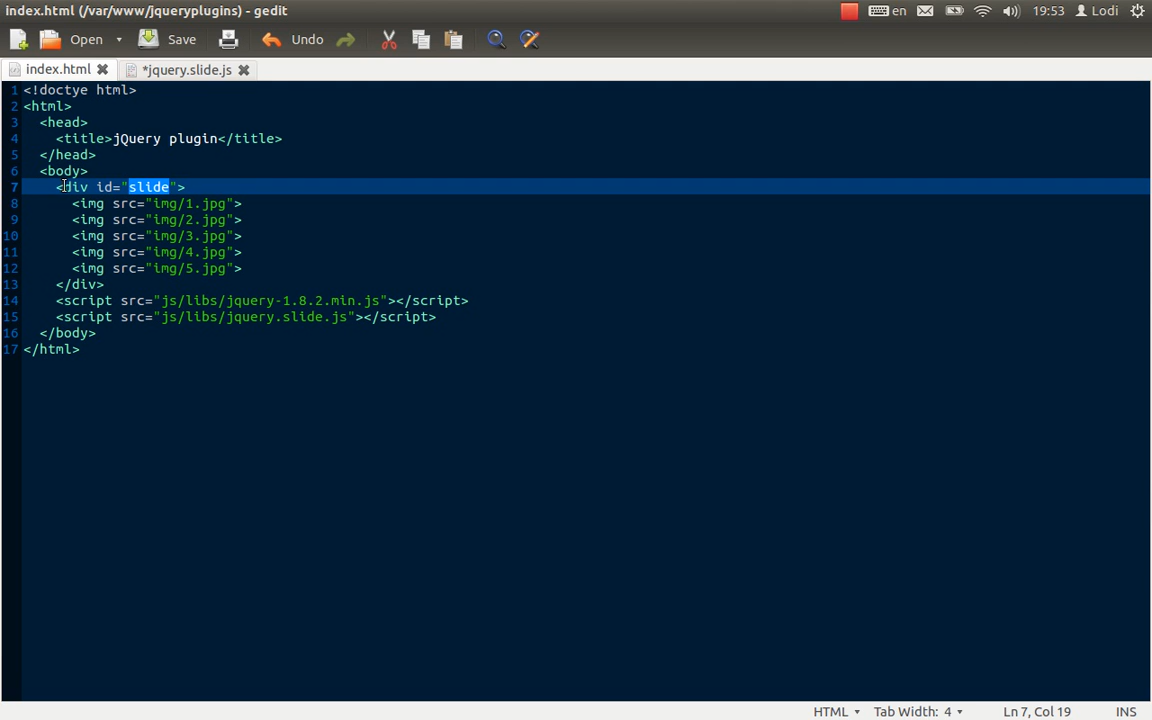 index.html (/var/www/jqueryplugins) - gedit
en
19:53
Lodi
Open
Save
Undo
index.html
*jquery.slide.js
1 <!doctye html>
2 <html>
3 <head>
4 <title>jQuery plugin</title>
5 </head>
6 <body>
7 <div id="slide">
8 <img src="img/1.jpg">
9 <img src="img/2.jpg">
10 <img src="img/3.jpg">
11 <img src="img/4.jpg">
12 <img src="img/5.jpg">
13 </div>
14 <script src="js/libs/jquery-1.8.2.min.js"></script>
15 <script src="js/libs/jquery.slide.js"></script>
16 </body>
17 </html>
HTML
Tab Width: 4
Ln 7, Col 19
INS